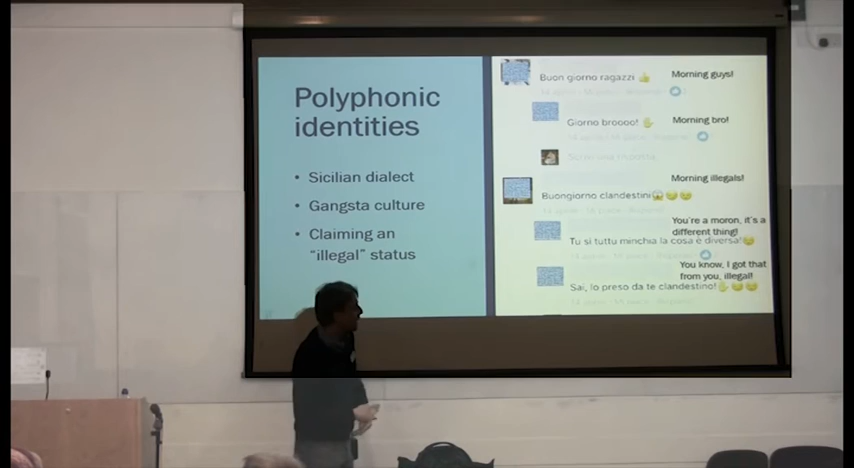 Polyphonic
identities
• Sicilian dialect
• Gangsta culture
• Claiming an
"illegal" status
Buon giorno ragazzi 👍 Morning guys!
Giorno broooo! ✋ Morning bro!
Morning illegals!
Buongiorno clandestini😱😉😉
You're a moron, it's a
different thing!
Tu si tuttu minchia la cosa è diversa!😉
You know, I got that
from you, illegal!
Sai, lo preso da te clandestino!✋😉😉